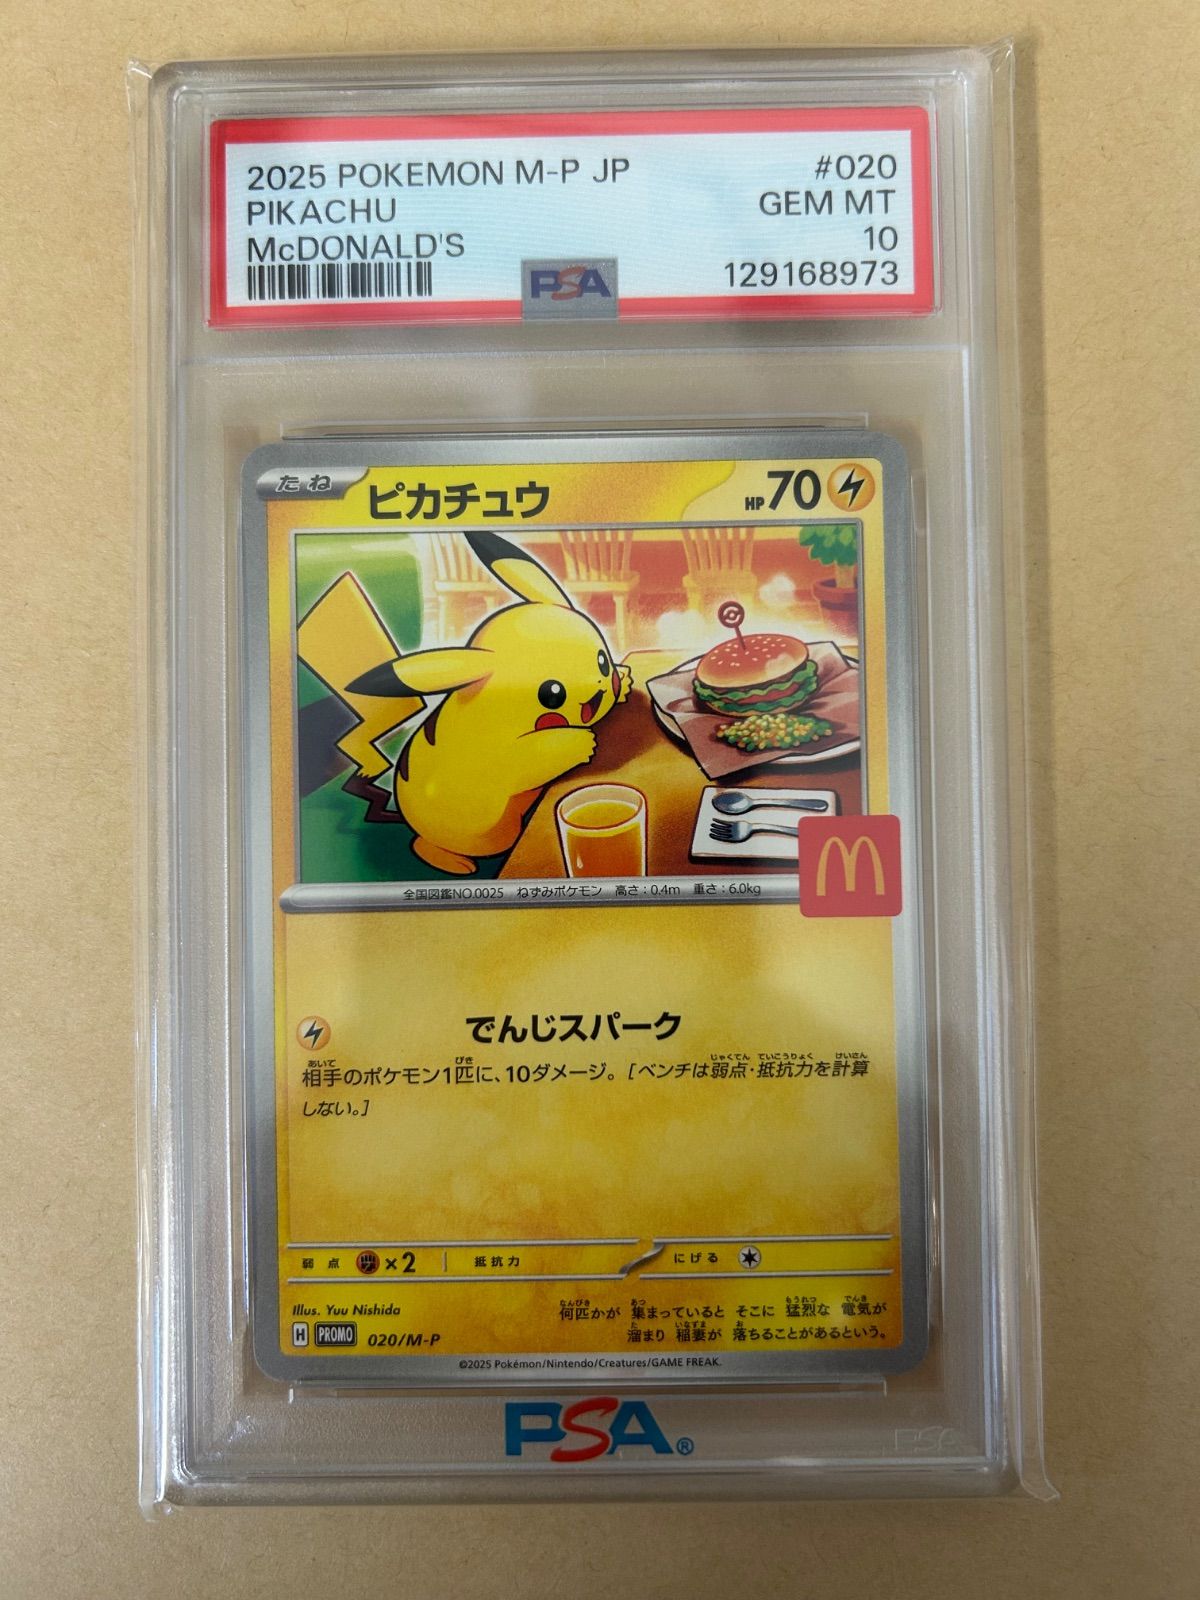 2025 POKEMON M-P JP #020
PIKACHU GEM MT
McDONALD'S 10
129168973
PSA
たね ピカチュウ HP 70
M
全国図鑑NO.0025 ねずみポケモン 高さ:0.4m 重さ:6.0kg
でんじスパーク
相手のポケモン1匹に、10ダメージ。[ベンチは弱点・抵抗力を計算
しない。]
弱点 ×2 抵抗力 にげる
Illus. Yuu Nishida
何匹かが 集まっていると そこに 猛烈な 電気が
溜まり 稲妻が 落ちることがあるという。
H PROMO 020/M-P
©2025 Pokémon/Nintendo/Creatures/GAME FREAK.
PSA®
PSA